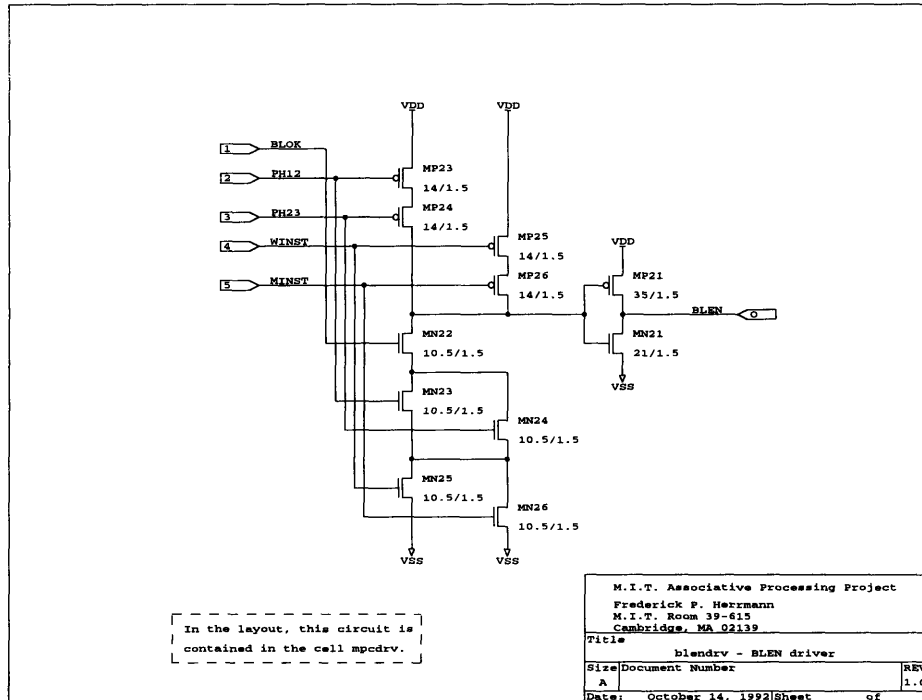 VDD VDD
1 BLOK
MP23
2 PH12
14/1.5
MP24
3 PH23
14/1.5
MP25
4 WINST
14/1.5
VDD
MP26
MP21
5 MINST
14/1.5
35/1.5
BLEN O
MN22
MN21
10.5/1.5
21/1.5
VSS
MN23
10.5/1.5
MN24
10.5/1.5
MN25
10.5/1.5
MN26
10.5/1.5
VSS VSS
M.I.T. Associative Processing Project
Frederick P. Herrmann
M.I.T. Room 39-615
Cambridge, MA 02139
Title
blendrv - BLEN driver
Size Document Number REV
A 1.0
Date: October 14, 1992 Sheet of
In the layout, this circuit is
contained in the cell mpcdrv.